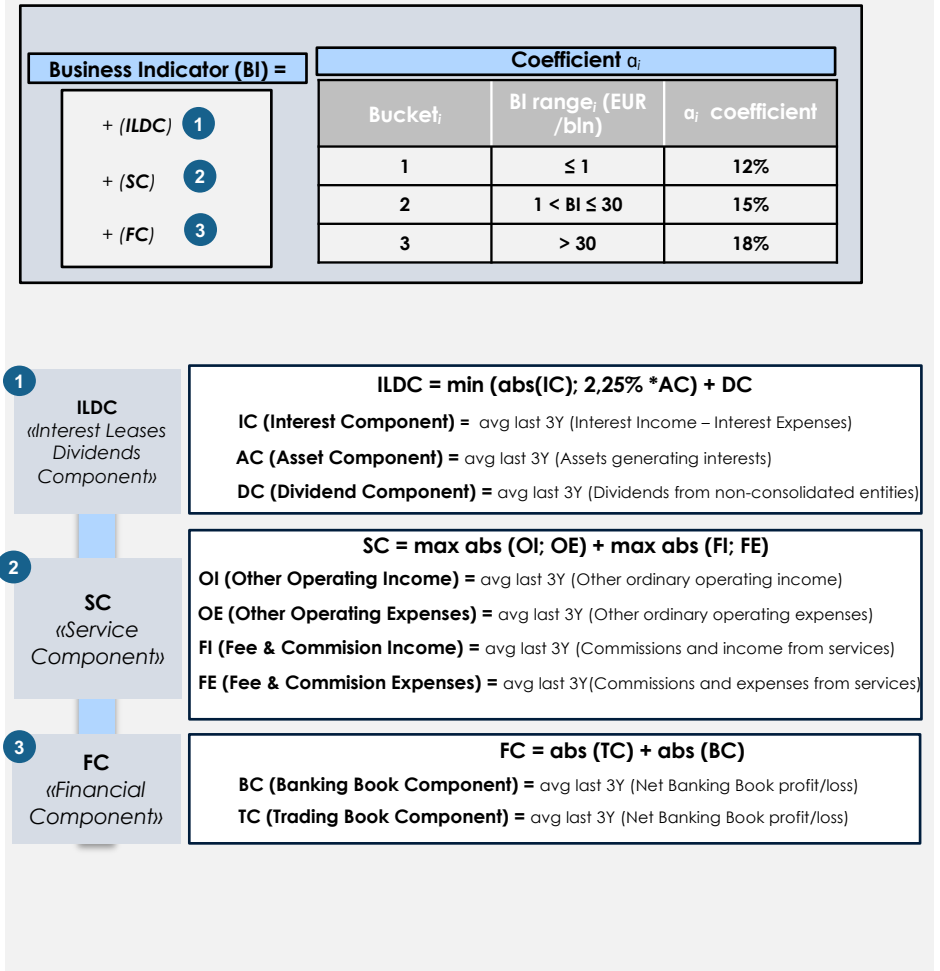 Business Indicator (BI) =
+ (ILDC) 1
+ (SC) 2
+ (FC) 3
Coefficient αi
Bucketi BI rangei (EUR /bln) αi coefficient
1 ≤ 1 12%
2 1 < BI ≤ 30 15%
3 > 30 18%
1
ILDC
«Interest Leases
Dividends
Component»
ILDC = min (abs(IC); 2,25% *AC) + DC
IC (Interest Component) = avg last 3Y (Interest Income – Interest Expenses)
AC (Asset Component) = avg last 3Y (Assets generating interests)
DC (Dividend Component) = avg last 3Y (Dividends from non-consolidated entities)
2
SC
«Service
Component»
SC = max abs (OI; OE) + max abs (FI; FE)
OI (Other Operating Income) = avg last 3Y (Other ordinary operating income)
OE (Other Operating Expenses) = avg last 3Y (Other ordinary operating expenses)
FI (Fee & Commision Income) = avg last 3Y (Commissions and income from services)
FE (Fee & Commision Expenses) = avg last 3Y(Commissions and expenses from services)
3
FC
«Financial
Component»
FC = abs (TC) + abs (BC)
BC (Banking Book Component) = avg last 3Y (Net Banking Book profit/loss)
TC (Trading Book Component) = avg last 3Y (Net Banking Book profit/loss)